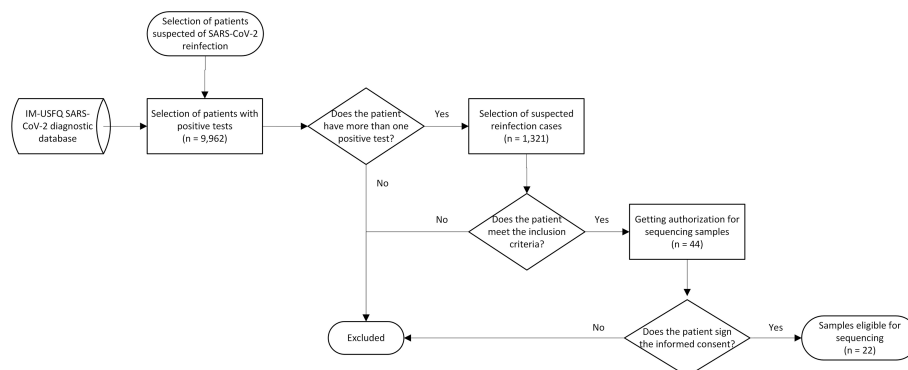 Selection of patients
suspected of SARS-CoV-2
reinfection
IM-USFQ SARS-
CoV-2 diagnostic
database
Selection of patients with
positive tests
(n = 9,962)
Does the patient
have more than one
positive test?
Yes
Selection of suspected
reinfection cases
(n = 1,321)
No
No
Does the patient
meet the inclusion
criteria?
Yes
Getting authorization for
sequencing samples
(n = 44)
Excluded
No
Does the patient sign
the informed consent?
Yes
Samples eligible for
sequencing
(n = 22)